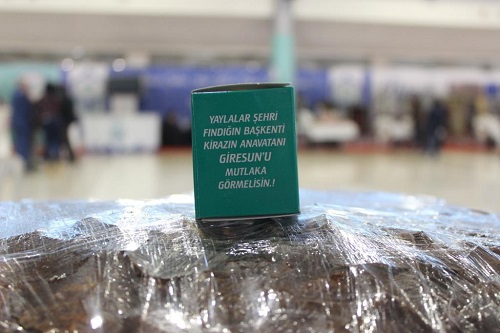 YAYLALAR ŞEHRİ
FINDIĞIN BAŞKENTİ
KİRAZIN ANAVATANI
GİRESUN'U
MUTLAKA
GÖRMELİSİN.!